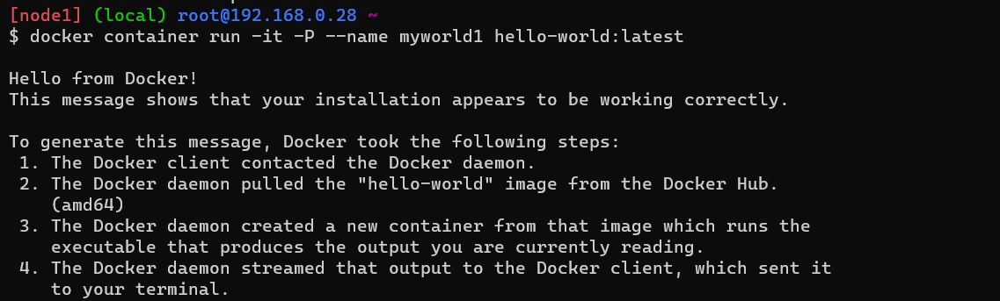 [node1] (local) root@192.168.0.28 ~
$ docker container run -it -P --name myworld1 hello-world:latest
Hello from Docker!
This message shows that your installation appears to be working correctly.
To generate this message, Docker took the following steps:
1. The Docker client contacted the Docker daemon.
2. The Docker daemon pulled the "hello-world" image from the Docker Hub.
(amd64)
3. The Docker daemon created a new container from that image which runs the
executable that produces the output you are currently reading.
4. The Docker daemon streamed that output to the Docker client, which sent it
to your terminal.